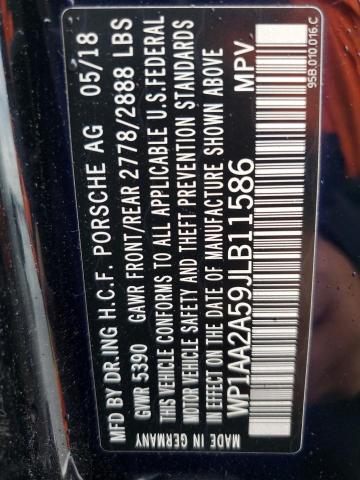 MFD BY DR.ING H.C.F. PORSCHE AG 05/18
GVWR 5390 GAWR FRONT/REAR 2778/2888 LBS
THIS VEHICLE CONFORMS TO ALL APPLICABLE U.S.FEDERAL
MOTOR VEHICLE SAFETY AND THEFT PREVENTION STANDARDS
IN EFFECT ON DATE OF MANUFACTURE SHOWN ABOVE
WP1AA2A59JLB11586 MPV
MADE IN GERMANY
95B.010.016.C